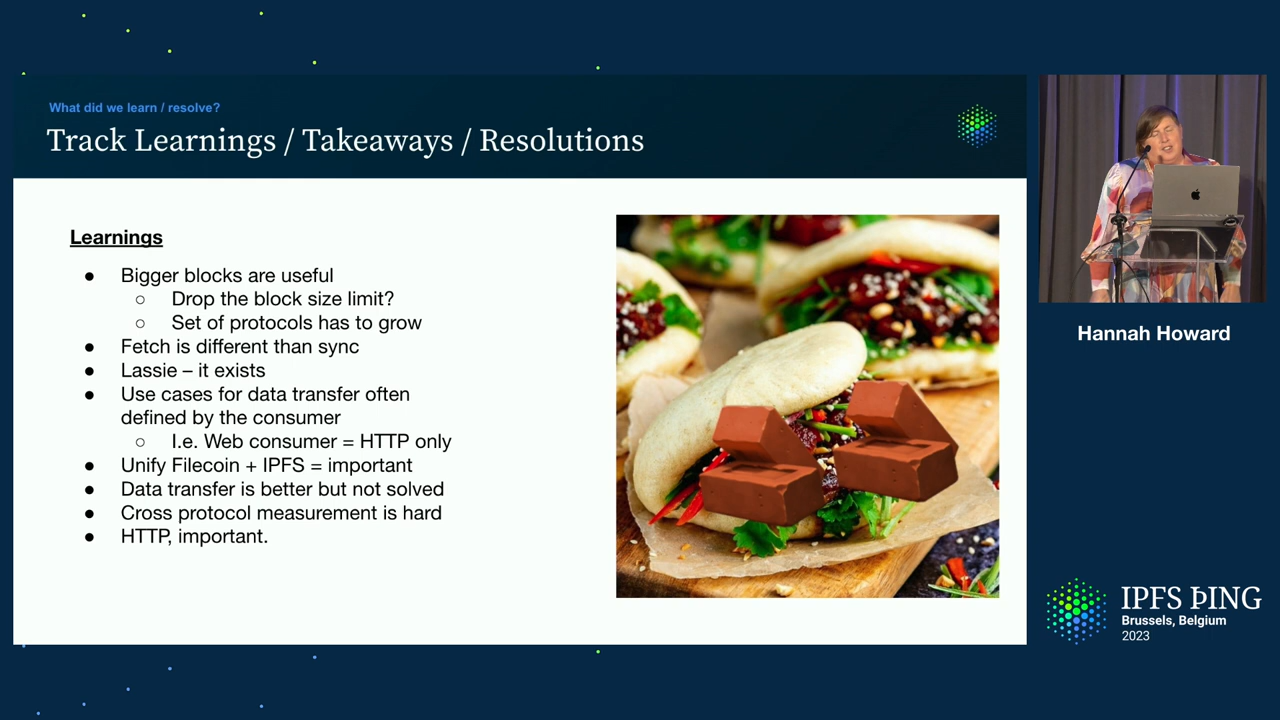 What did we learn / resolve?
Track Learnings / Takeaways / Resolutions
Learnings
● Bigger blocks are useful
○ Drop the block size limit?
○ Set of protocols has to grow
● Fetch is different than sync
● Lassie – it exists
● Use cases for data transfer often
defined by the consumer
○ I.e. Web consumer = HTTP only
● Unify Filecoin + IPFS = important
● Data transfer is better but not solved
● Cross protocol measurement is hard
● HTTP, important.
Hannah Howard
IPFS ÞING
Brussels, Belgium
2023